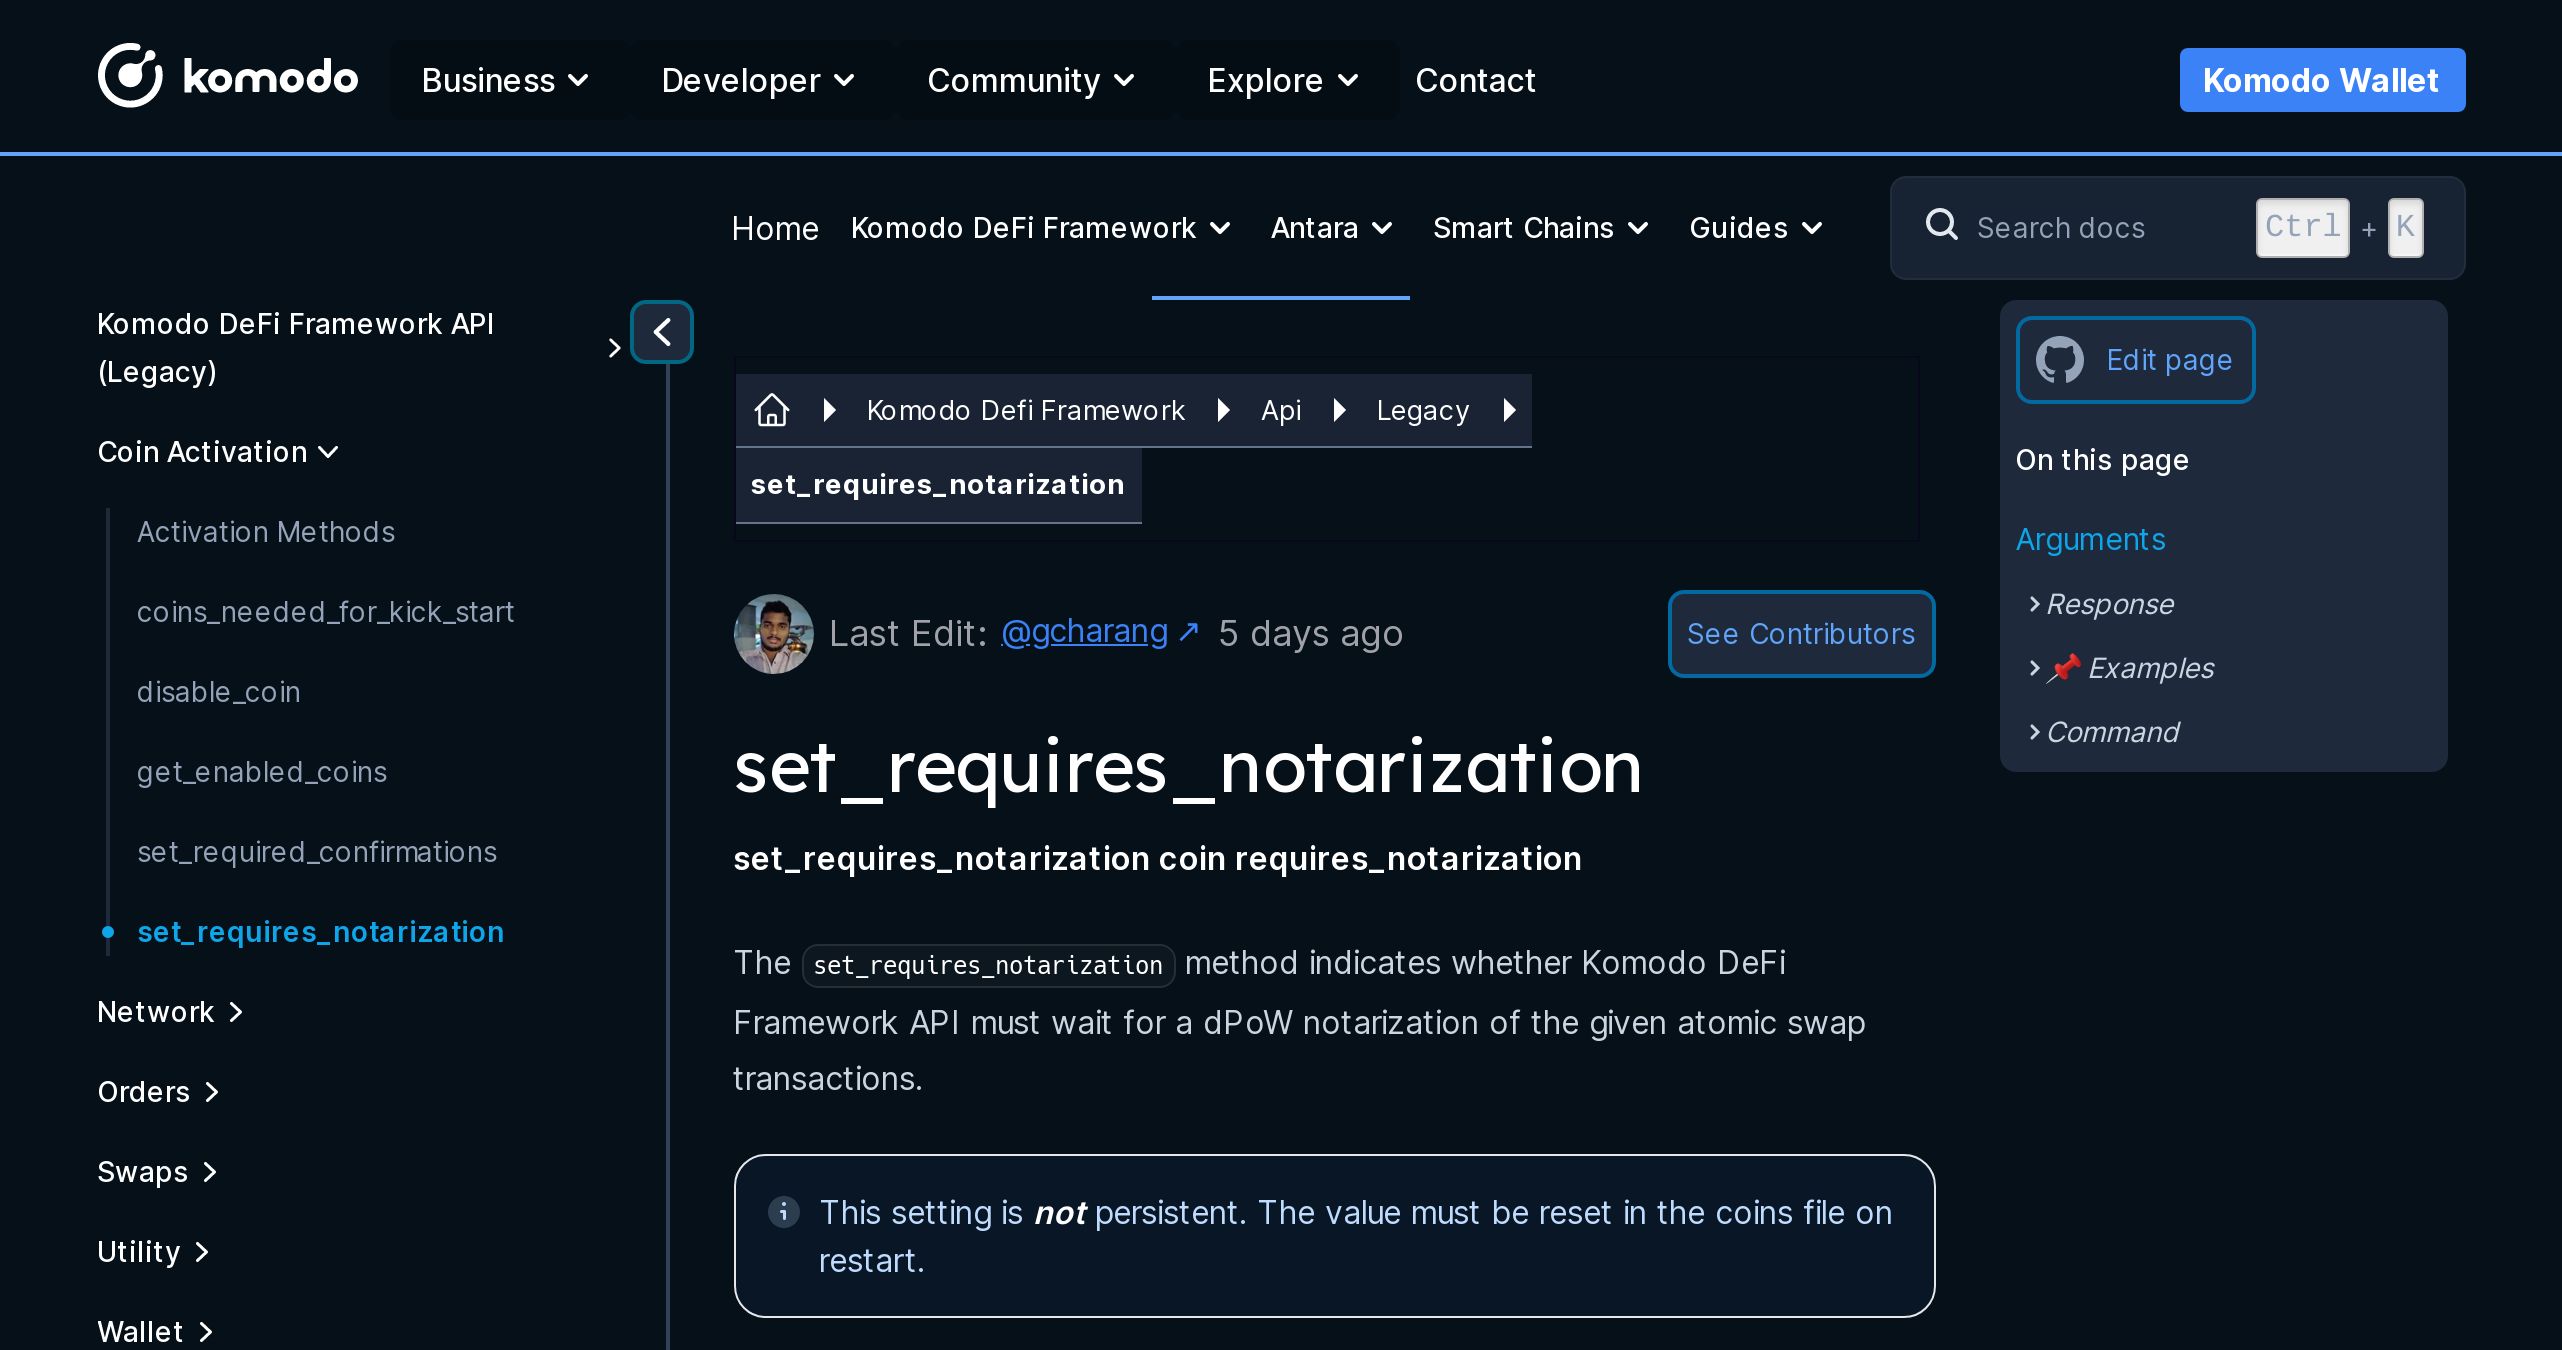 komodo
Business
Developer
Community
Explore
Contact
Komodo Wallet
Home
Komodo DeFi Framework
Antara
Smart Chains
Guides
Search docs
Ctrl + K
Komodo DeFi Framework API
(Legacy)
Coin Activation
Activation Methods
coins_needed_for_kick_start
disable_coin
get_enabled_coins
set_required_confirmations
set_requires_notarization
Network
Orders
Swaps
Utility
Wallet
Komodo Defi Framework
Api
Legacy
set_requires_notarization
Last Edit: @gcharang ↗ 5 days ago
See Contributors
set_requires_notarization
set_requires_notarization coin requires_notarization
The set_requires_notarization method indicates whether Komodo DeFi
Framework API must wait for a dPoW notarization of the given atomic swap
transactions.
This setting is not persistent. The value must be reset in the coins file on
restart.
Edit page
On this page
Arguments
Response
📌 Examples
Command